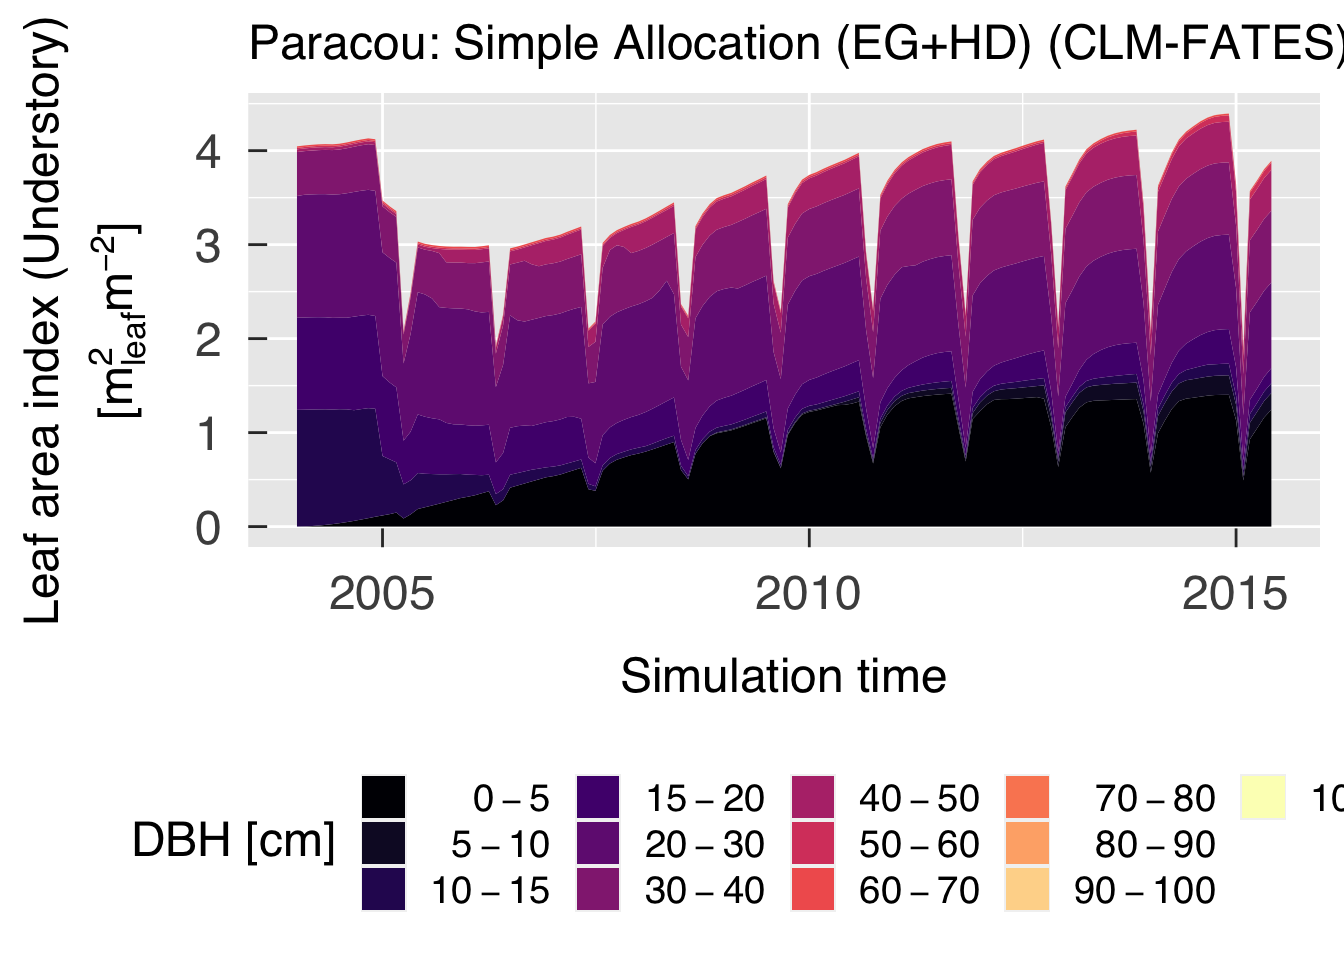 Paracou: Simple Allocation (EG+HD) (CLM-FATES)
Leaf area index (Understory)
[m²leaf m⁻²]
4
3
2
1
0
2005 2010 2015
Simulation time
DBH [cm]
0 – 5 15 – 20 40 – 50 70 – 80 10
5 – 10 20 – 30 50 – 60 80 – 90
10 – 15 30 – 40 60 – 70 90 – 100